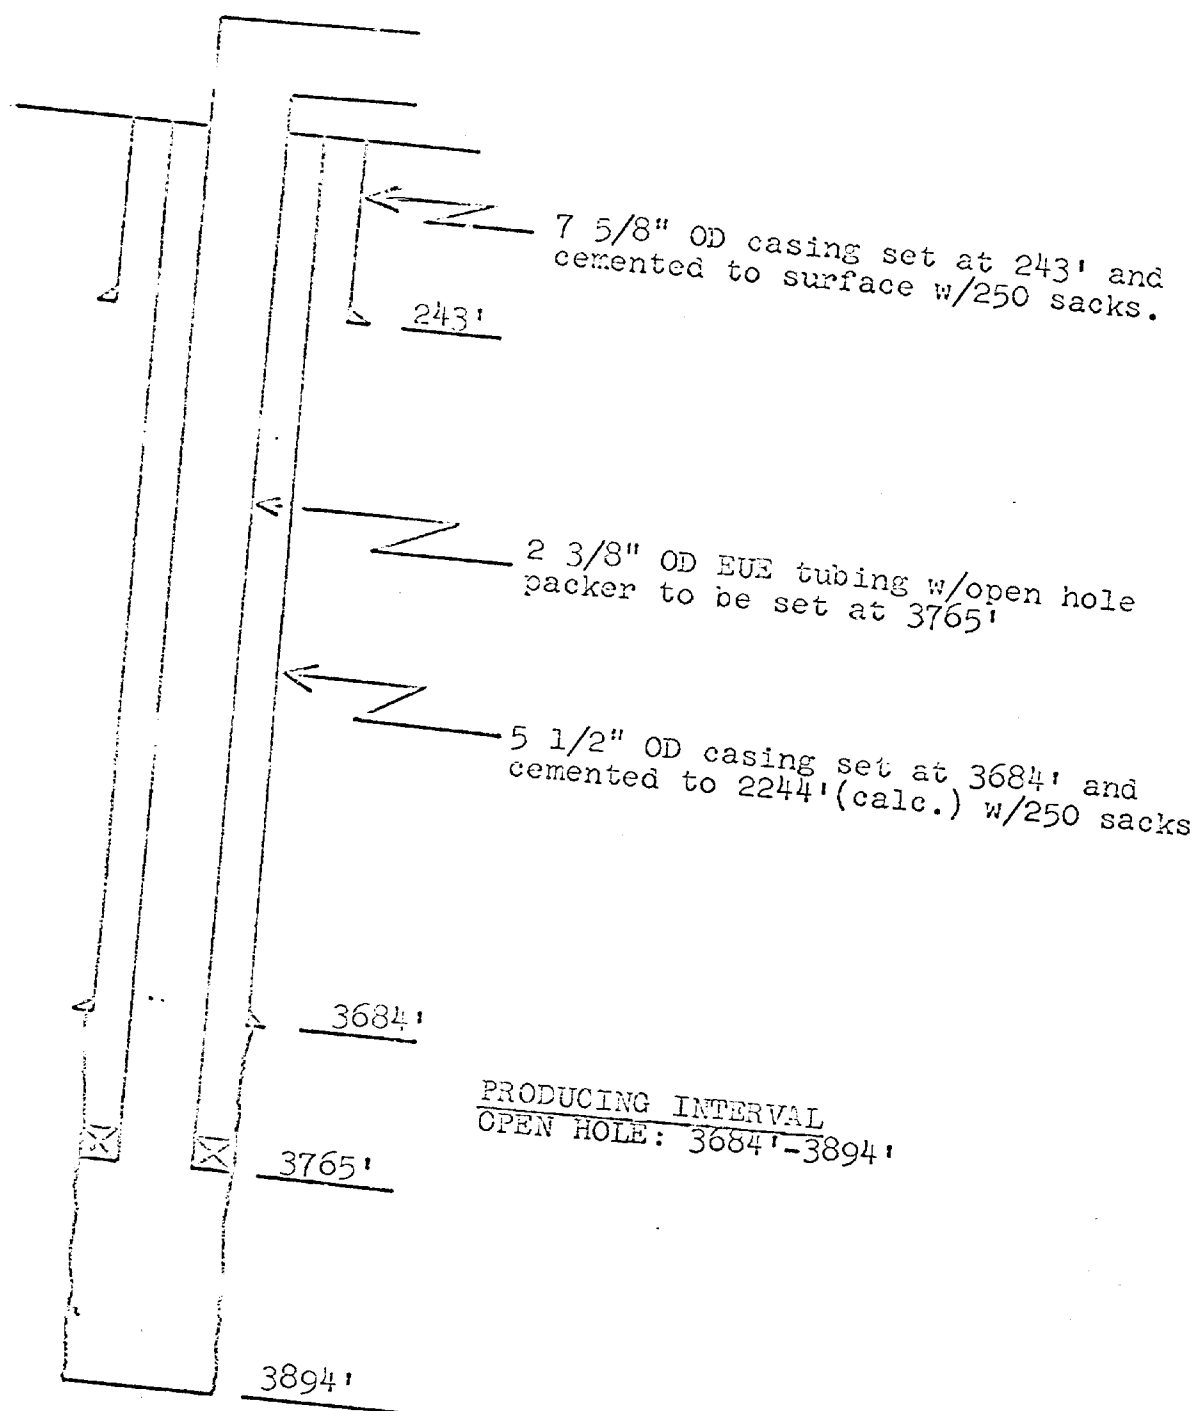 7 5/8" OD casing set at 243' and
cemented to surface w/250 sacks.
243'
2 3/8" OD EUE tubing w/open hole
packer to be set at 3765'
5 1/2" OD casing set at 3684' and
cemented to 2244'(calc.) w/250 sacks
3684'
PRODUCING INTERVAL
OPEN HOLE: 3684'-3894'
3765'
3894'